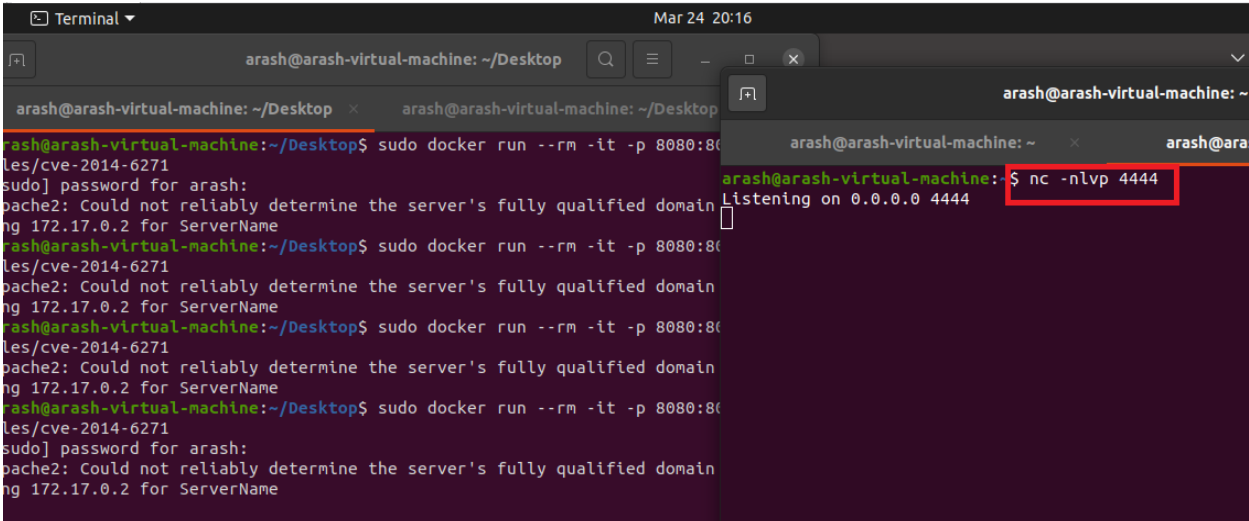 Terminal
Mar 24 20:16
arash@arash-virtual-machine: ~/Desktop
arash@arash-virtual-machine: ~/Desktop
arash@arash-virtual-machine: ~/Desktop
rash@arash-virtual-machine:~/Desktop$ sudo docker run --rm -it -p 8080:80
les/cve-2014-6271
sudo] password for arash:
pache2: Could not reliably determine the server's fully qualified domain
ng 172.17.0.2 for ServerName
rash@arash-virtual-machine:~/Desktop$ sudo docker run --rm -it -p 8080:80
les/cve-2014-6271
pache2: Could not reliably determine the server's fully qualified domain
ng 172.17.0.2 for ServerName
rash@arash-virtual-machine:~/Desktop$ sudo docker run --rm -it -p 8080:80
les/cve-2014-6271
pache2: Could not reliably determine the server's fully qualified domain
ng 172.17.0.2 for ServerName
rash@arash-virtual-machine:~/Desktop$ sudo docker run --rm -it -p 8080:80
les/cve-2014-6271
sudo] password for arash:
pache2: Could not reliably determine the server's fully qualified domain
ng 172.17.0.2 for ServerName
arash@arash-virtual-machine: ~
arash@arash-virtual-machine: ~
arash@aras
arash@arash-virtual-machine:~$ nc -nlvp 4444
Listening on 0.0.0.0 4444